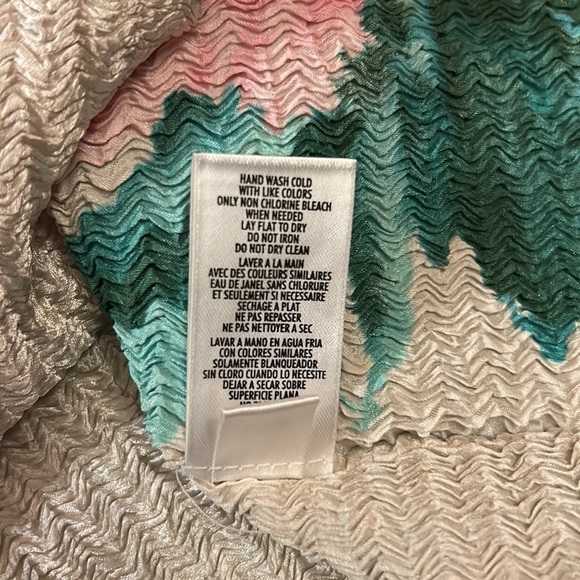 HAND WASH COLD
WITH LIKE COLORS
ONLY NON CHLORINE BLEACH
WHEN NEEDED
LAY FLAT TO DRY
DO NOT IRON
DO NOT DRY CLEAN
LAVER A LA MAIN
AVEC DES COULEURS SIMILAIRES
EAU DE JANEL SANS CHLORURE
ET SEULEMENT SI NECESSAIRE
SECHAGE A PLAT
NE PAS REPASSER
NE PAS NETTOYER A SEC
LAVAR A MANO EN AGUA FRIA
CON COLORES SIMILARES
SOLAMENTE BLANQUEADOR
SIN CLORO CUANDO LO NECESITE
DEJAR A SECAR SOBRE
SUPERFICIE PLANA